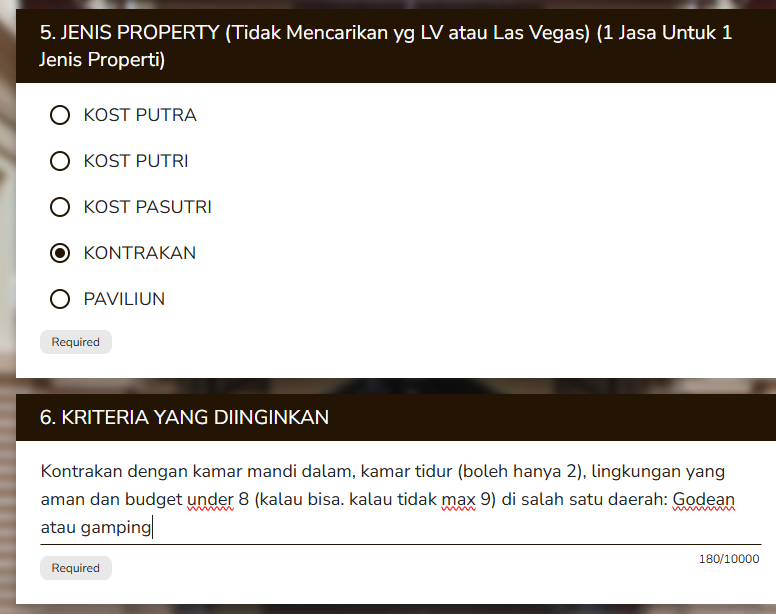 5. JENIS PROPERTY (Tidak Mencarikan yg LV atau Las Vegas) (1 Jasa Untuk 1
Jenis Properti)
KOST PUTRA
KOST PUTRI
KOST PASUTRI
KONTRAKAN
PAVILIUN
Required
6. KRITERIA YANG DIINGINKAN
Kontrakan dengan kamar mandi dalam, kamar tidur (boleh hanya 2), lingkungan yang
aman dan budget under 8 (kalau bisa. kalau tidak max 9) di salah satu daerah: Godean
atau gamping
180/10000
Required